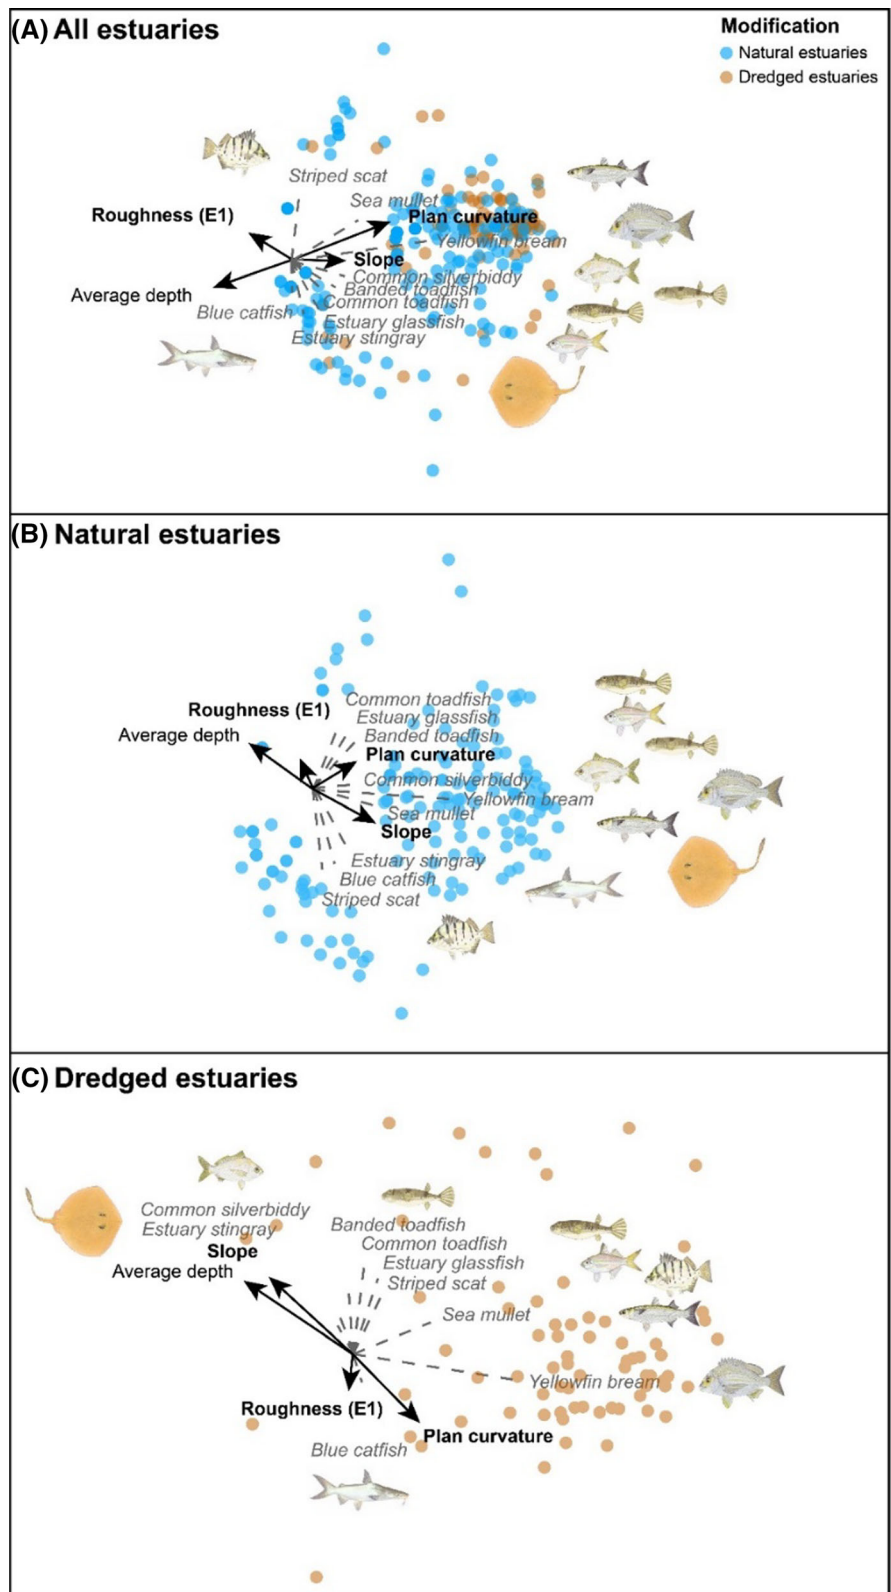 (A) All estuaries
Modification
Natural estuaries
Dredged estuaries
Striped scat
Sea mullet
Roughness (E1)
Plan curvature
Yellowfin bream
Slope
Common silverbiddy
Banded toadfish
Average depth
Common toadfish
Blue catfish
Estuary glassfish
Estuary stingray
(B) Natural estuaries
Common toadfish
Roughness (E1)
Estuary glassfish
Average depth
Banded toadfish
Plan curvature
Common silverbiddy
Yellowfin bream
Sea mullet
Slope
Estuary stingray
Blue catfish
Striped scat
(C) Dredged estuaries
Common silverbiddy
Estuary stingray
Banded toadfish
Slope
Common toadfish
Average depth
Estuary glassfish
Striped scat
Sea mullet
Yellowfin bream
Roughness (E1)
Plan curvature
Blue catfish